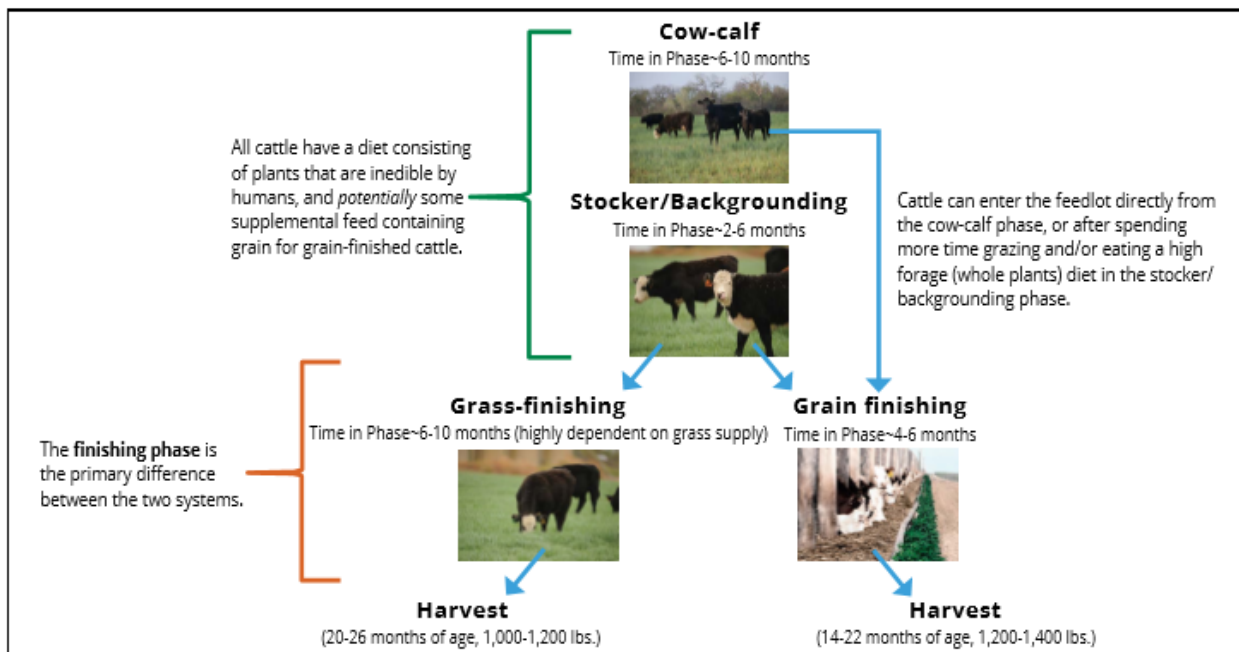 Cow-calf
Time in Phase~6-10 months
All cattle have a diet consisting
of plants that are inedible by
humans, and potentially some
supplemental feed containing
grain for grain-finished cattle.
Stocker/Backgrounding
Time in Phase~2-6 months
Cattle can enter the feedlot directly from
the cow-calf phase, or after spending
more time grazing and/or eating a high
forage (whole plants) diet in the stocker/
backgrounding phase.
The finishing phase is
the primary difference
between the two systems.
Grass-finishing
Time in Phase~6-10 months (highly dependent on grass supply)
Grain finishing
Time in Phase~4-6 months
Harvest
(20-26 months of age, 1,000-1,200 lbs.)
Harvest
(14-22 months of age, 1,200-1,400 lbs.)